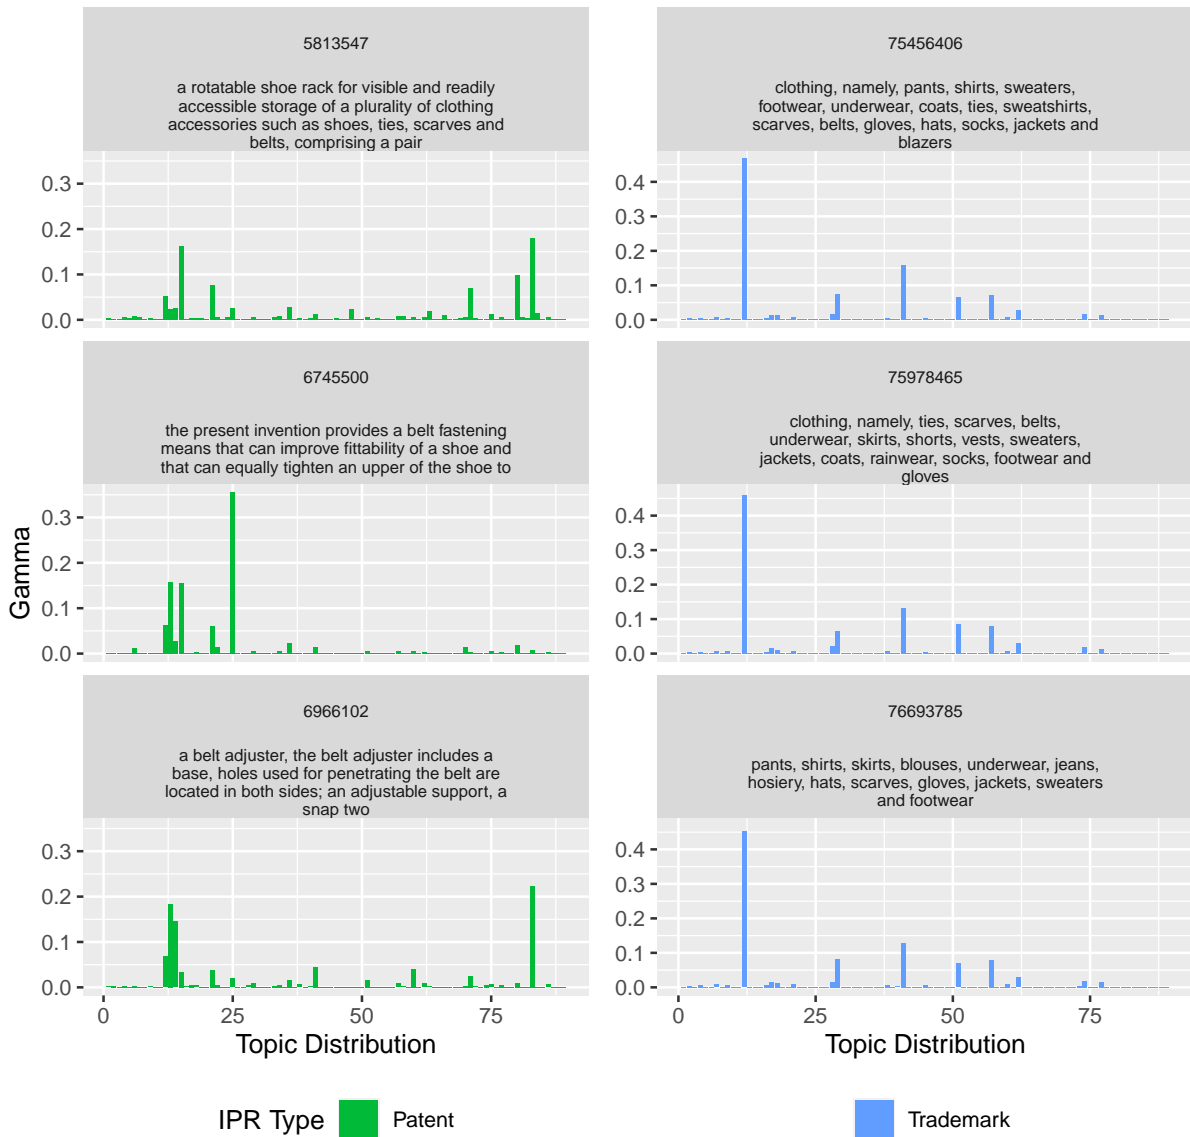 5813547
a rotatable shoe rack for visible and readily
accessible storage of a plurality of clothing
accessories such as shoes, ties, scarves and
belts, comprising a pair
0.3
0.2
0.1
0.0
75456406
clothing, namely, pants, shirts, sweaters,
footwear, underwear, coats, ties, sweatshirts,
scarves, belts, gloves, hats, socks, jackets and
blazers
0.4
0.3
0.2
0.1
0.0
6745500
the present invention provides a belt fastening
means that can improve fittability of a shoe and
that can equally tighten an upper of the shoe to
0.3
0.2
0.1
0.0
75978465
clothing, namely, ties, scarves, belts,
underwear, skirts, shorts, vests, sweaters,
jackets, coats, rainwear, socks, footwear and
gloves
0.4
0.3
0.2
0.1
0.0
6966102
a belt adjuster, the belt adjuster includes a
base, holes used for penetrating the belt are
located in both sides; an adjustable support, a
snap two
0.3
0.2
0.1
0.0
76693785
pants, shirts, skirts, blouses, underwear, jeans,
hosiery, hats, scarves, gloves, jackets, sweaters
and footwear
0.4
0.3
0.2
0.1
0.0
Gamma
0 25 50 75
0 25 50 75
Topic Distribution
Topic Distribution
IPR Type Patent Trademark